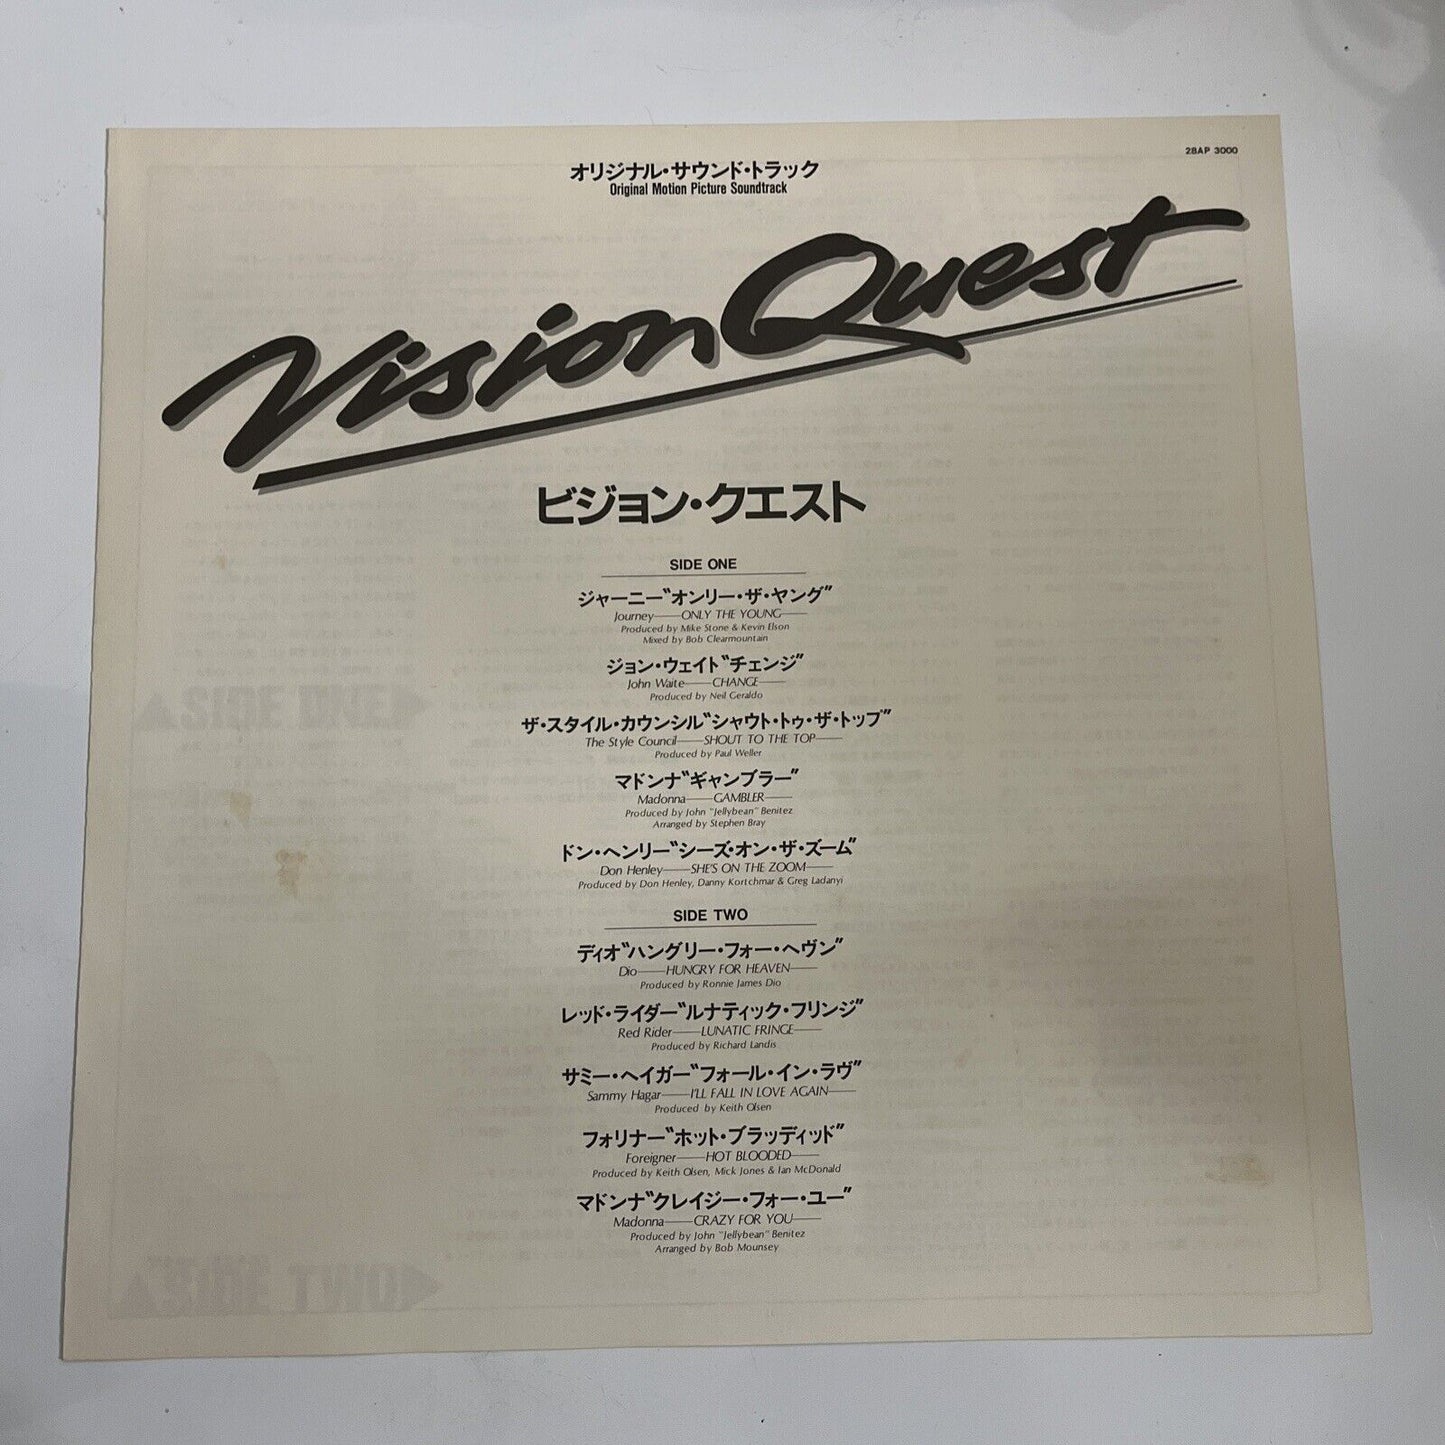 28AP 3000
オリジナル・サウンド・トラック
Original Motion Picture Soundtrack
Vision Quest
ビジョン・クエスト
SIDE ONE
ジャーニー"オンリー・ザ・ヤング"
Journey——ONLY THE YOUNG——
Produced by Mike Stone & Kevin Elson
Mixed by Bob Clearmountain
ジョン・ウェイト"チェンジ"
John Waite——CHANGE——
Produced by Neil Geraldo
ザ・スタイル・カウンシル"シャウト・トゥ・ザ・トップ"
The Style Council——SHOUT TO THE TOP——
Produced by Paul Weller
マドンナ"ギャンブラー"
Madonna——GAMBLER——
Produced by John "Jellybean" Benitez
Arranged by Stephen Bray
ドン・ヘンリー"シーズ・オン・ザ・ズーム"
Don Henley——SHE'S ON THE ZOOM——
Produced by Don Henley, Danny Kortchmar & Greg Ladanyi
SIDE TWO
ディオ"ハングリー・フォー・ヘヴン"
Dio——HUNGRY FOR HEAVEN——
Produced by Ronnie James Dio
レッド・ライダー"ルナティック・フリンジ"
Red Rider——LUNATIC FRINGE——
Produced by Richard Landis
サミー・ヘイガー"フォール・イン・ラヴ"
Sammy Hagar——I'LL FALL IN LOVE AGAIN——
Produced by Keith Olsen
フォリナー"ホット・ブラッディッド"
Foreigner——HOT BLOODED——
Produced by Keith Olsen, Mick Jones & Ian McDonald
マドンナ"クレイジー・フォー・ユー"
Madonna——CRAZY FOR YOU——
Produced by John "Jellybean" Benitez
Arranged by Bob Mounsey
SIDE ONE
SIDE TWO